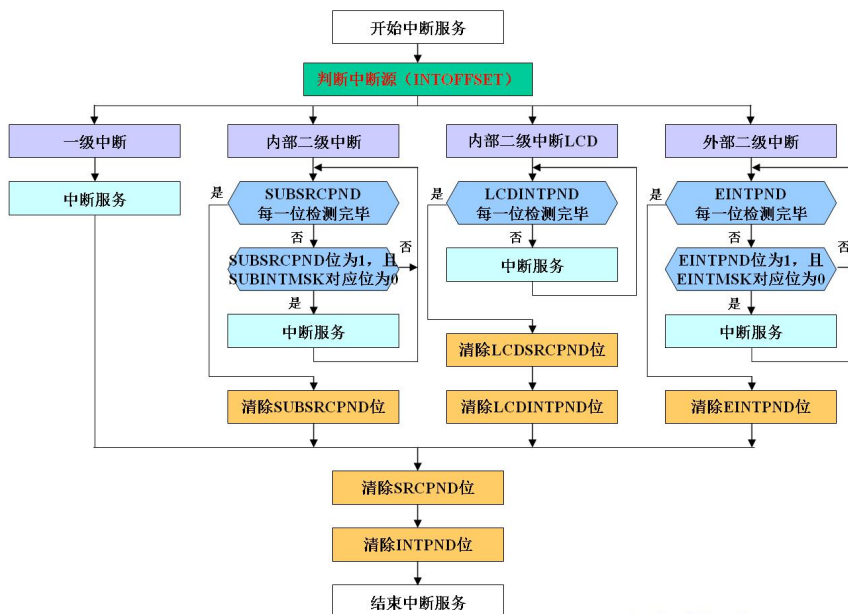 开始中断服务
判断中断源（INTOFFSET）
一级中断
内部二级中断
内部二级中断LCD
外部二级中断
中断服务
是
SUBSRCPND
每一位检测完毕
是
LCDINTPND
每一位检测完毕
是
EINTPND
每一位检测完毕
否
否
否
否
否
SUBSRCPND位为1，且
SUBINTMSK对应位为0
中断服务
EINTPND位为1，且
EINTMSK对应位为0
是
是
中断服务
中断服务
清除LCDSRCPND位
清除SUBSRCPND位
清除LCDINTPND位
清除EINTPND位
清除SRCPND位
清除INTPND位
结束中断服务